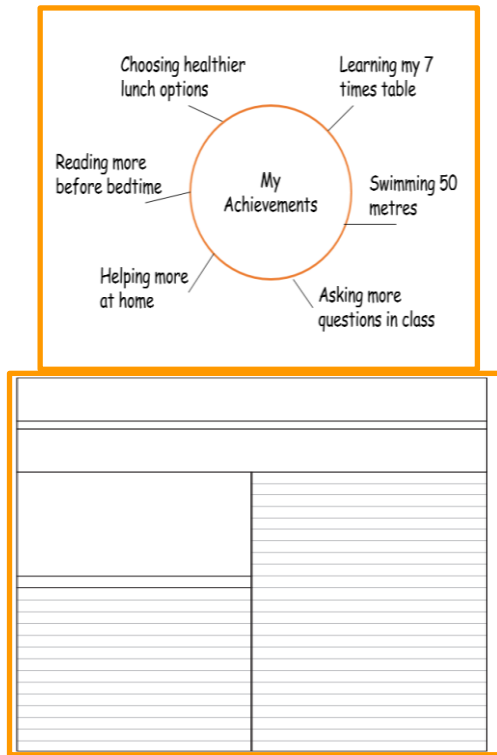 Choosing healthier
lunch options
Learning my 7
times table
Reading more
before bedtime
My
Achievements
Swimming 50
metres
Helping more
at home
Asking more
questions in class